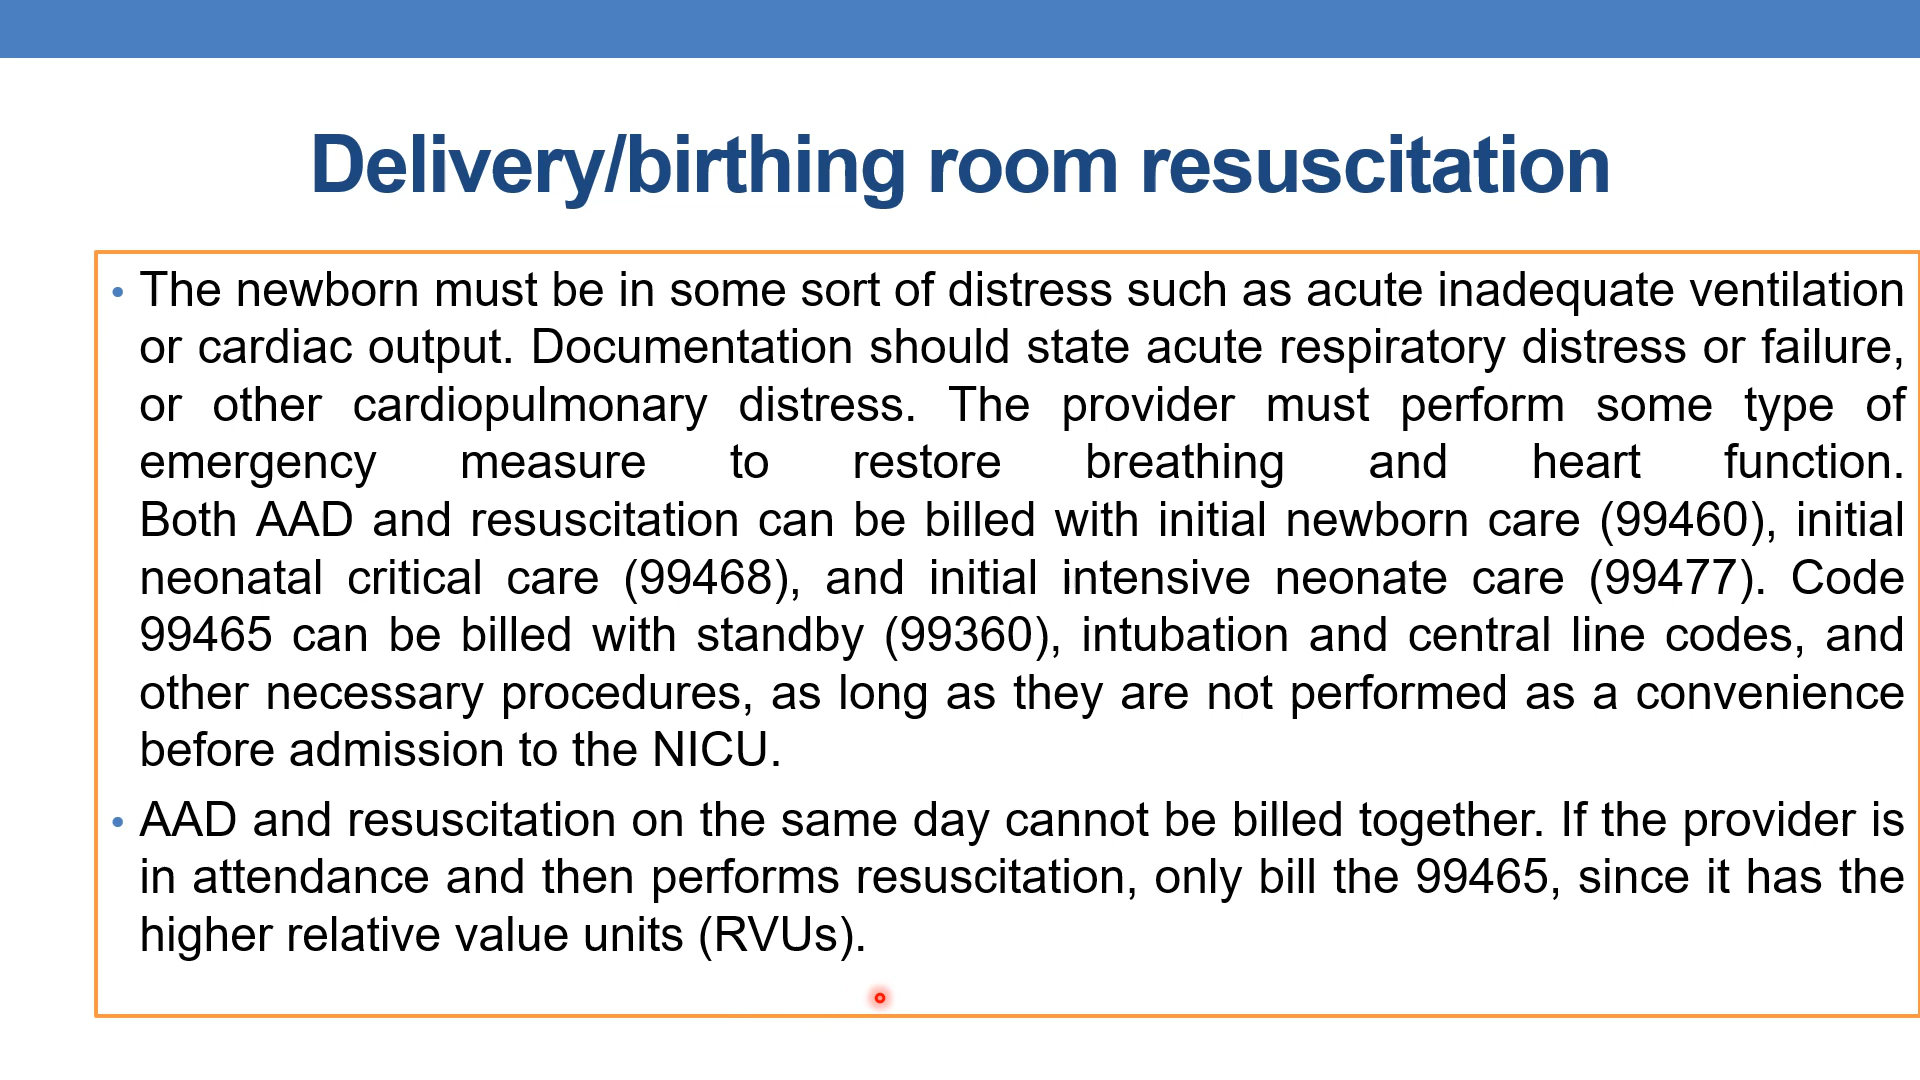 Delivery/birthing room resuscitation
• The newborn must be in some sort of distress such as acute inadequate ventilation
or cardiac output. Documentation should state acute respiratory distress or failure,
or other cardiopulmonary distress. The provider must perform some type of
emergency measure to restore breathing and heart function.
Both AAD and resuscitation can be billed with initial newborn care (99460), initial
neonatal critical care (99468), and initial intensive neonate care (99477). Code
99465 can be billed with standby (99360), intubation and central line codes, and
other necessary procedures, as long as they are not performed as a convenience
before admission to the NICU.
• AAD and resuscitation on the same day cannot be billed together. If the provider is
in attendance and then performs resuscitation, only bill the 99465, since it has the
higher relative value units (RVUs).